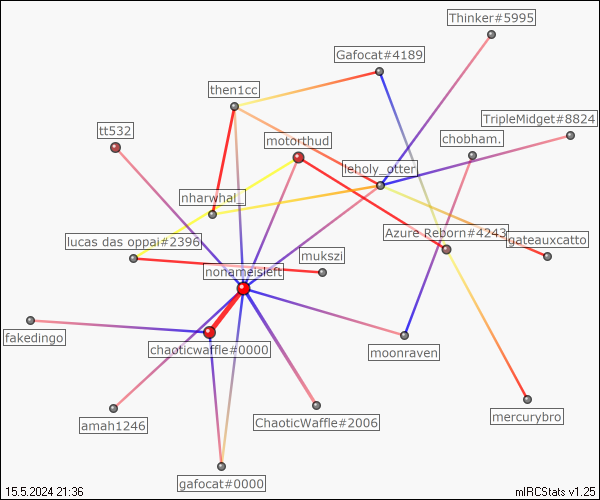 Thinker#5995
Gafocat#4189
then1cc
TripleMidget#8824
tt532
motorthud
chobham.
leholy_otter
nharwhal_
Azure Reborn#4243
gateauxcatto
lucas das oppai#2396
mukszi
nonameisleft
fakedingo
chaoticwaffle#0000
moonraven
amah1246
ChaoticWaffle#2006
mercurybro
gafocat#0000
15.5.2024 21:36
mIRCStats v1.25